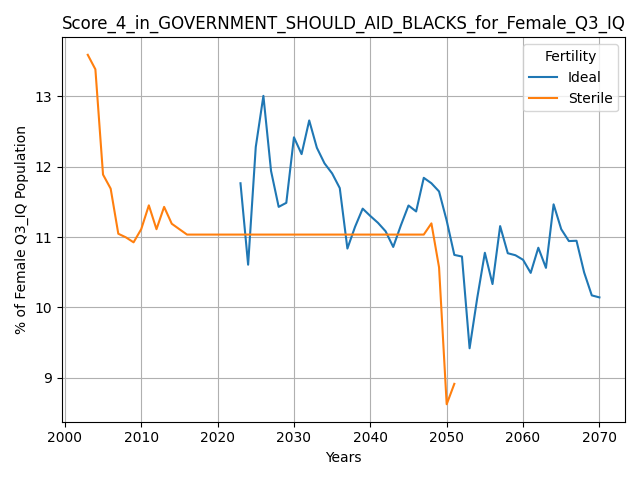 Score_4_in_GOVERNMENT_SHOULD_AID_BLACKS_for_Female_Q3_IQ
Fertility
Ideal
Sterile
% of Female Q3_IQ Population
13
12
11
10
9
2000 2010 2020 2030 2040 2050 2060 2070
Years